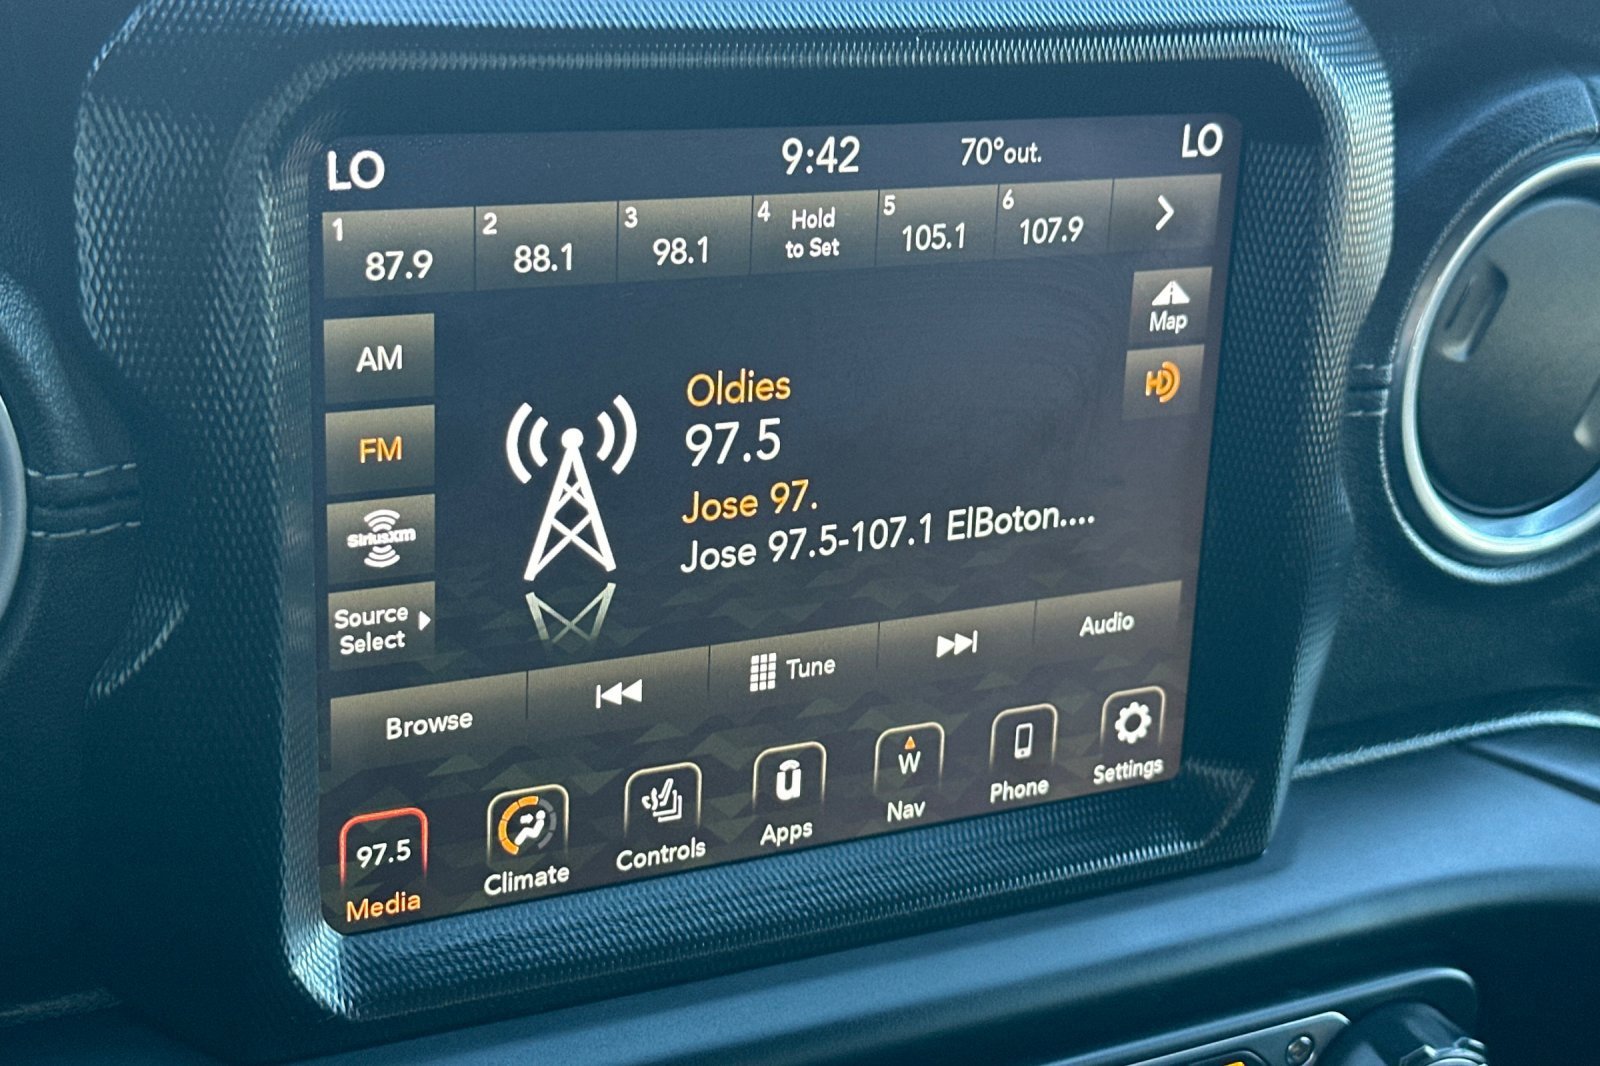 LO 9:42 70°out. LO
1 87.9
2 88.1
3 98.1
4 Hold
to Set
5 105.1
6 107.9
AM
FM
SiriusXM
Source
Select
Oldies
97.5
Jose 97.
Jose 97.5-107.1 ElBoton....
Map
HD
Browse
Tune
Audio
97.5
Media
Climate
Controls
Apps
W
Nav
Phone
Settings